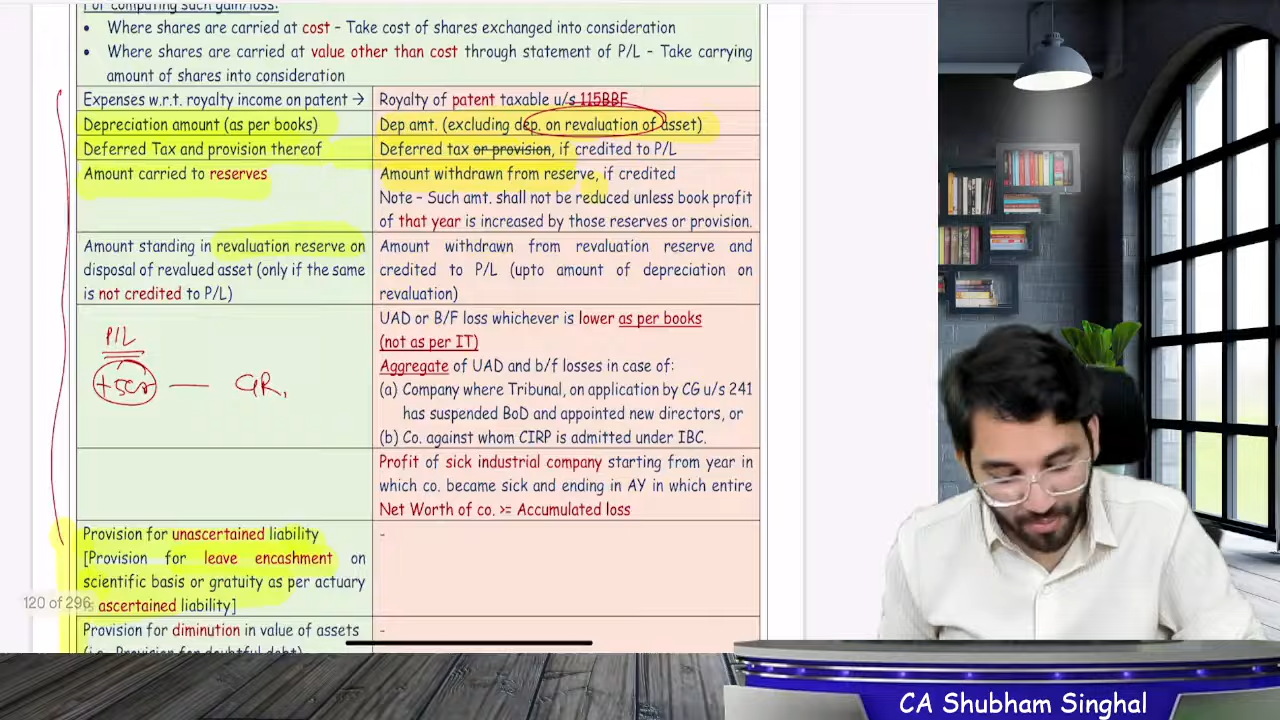 For computing such gain/loss:
• Where shares are carried at cost – Take cost of shares exchanged into consideration
• Where shares are carried at value other than cost through statement of P/L – Take carrying
amount of shares into consideration
Expenses w.r.t. royalty income on patent →
Royalty of patent taxable u/s 115BBF
Depreciation amount (as per books)
Dep amt. (excluding dep. on revaluation of asset)
Deferred Tax and provision thereof
Deferred tax or provision, if credited to P/L
Amount carried to reserves
Amount withdrawn from reserve, if credited
Note – Such amt. shall not be reduced unless book profit
of that year is increased by those reserves or provision.
Amount standing in revaluation reserve on
disposal of revalued asset (only if the same
is not credited to P/L)
Amount withdrawn from revaluation reserve and
credited to P/L (upto amount of depreciation on
revaluation)
P/L
GR,
UAD or B/F loss whichever is lower as per books
(not as per IT)
Aggregate of UAD and b/f losses in case of:
(a) Company where Tribunal, on application by CG u/s 241
has suspended BoD and appointed new directors, or
(b) Co. against whom CIRP is admitted under IBC.
Profit of sick industrial company starting from year in
which co. became sick and ending in AY in which entire
Net Worth of co. >= Accumulated loss
Provision for unascertained liability
[Provision for leave encashment on
scientific basis or gratuity as per actuary
ascertained liability]
-
120 of 296
Provision for diminution in value of assets
-
CA Shubham Singhal